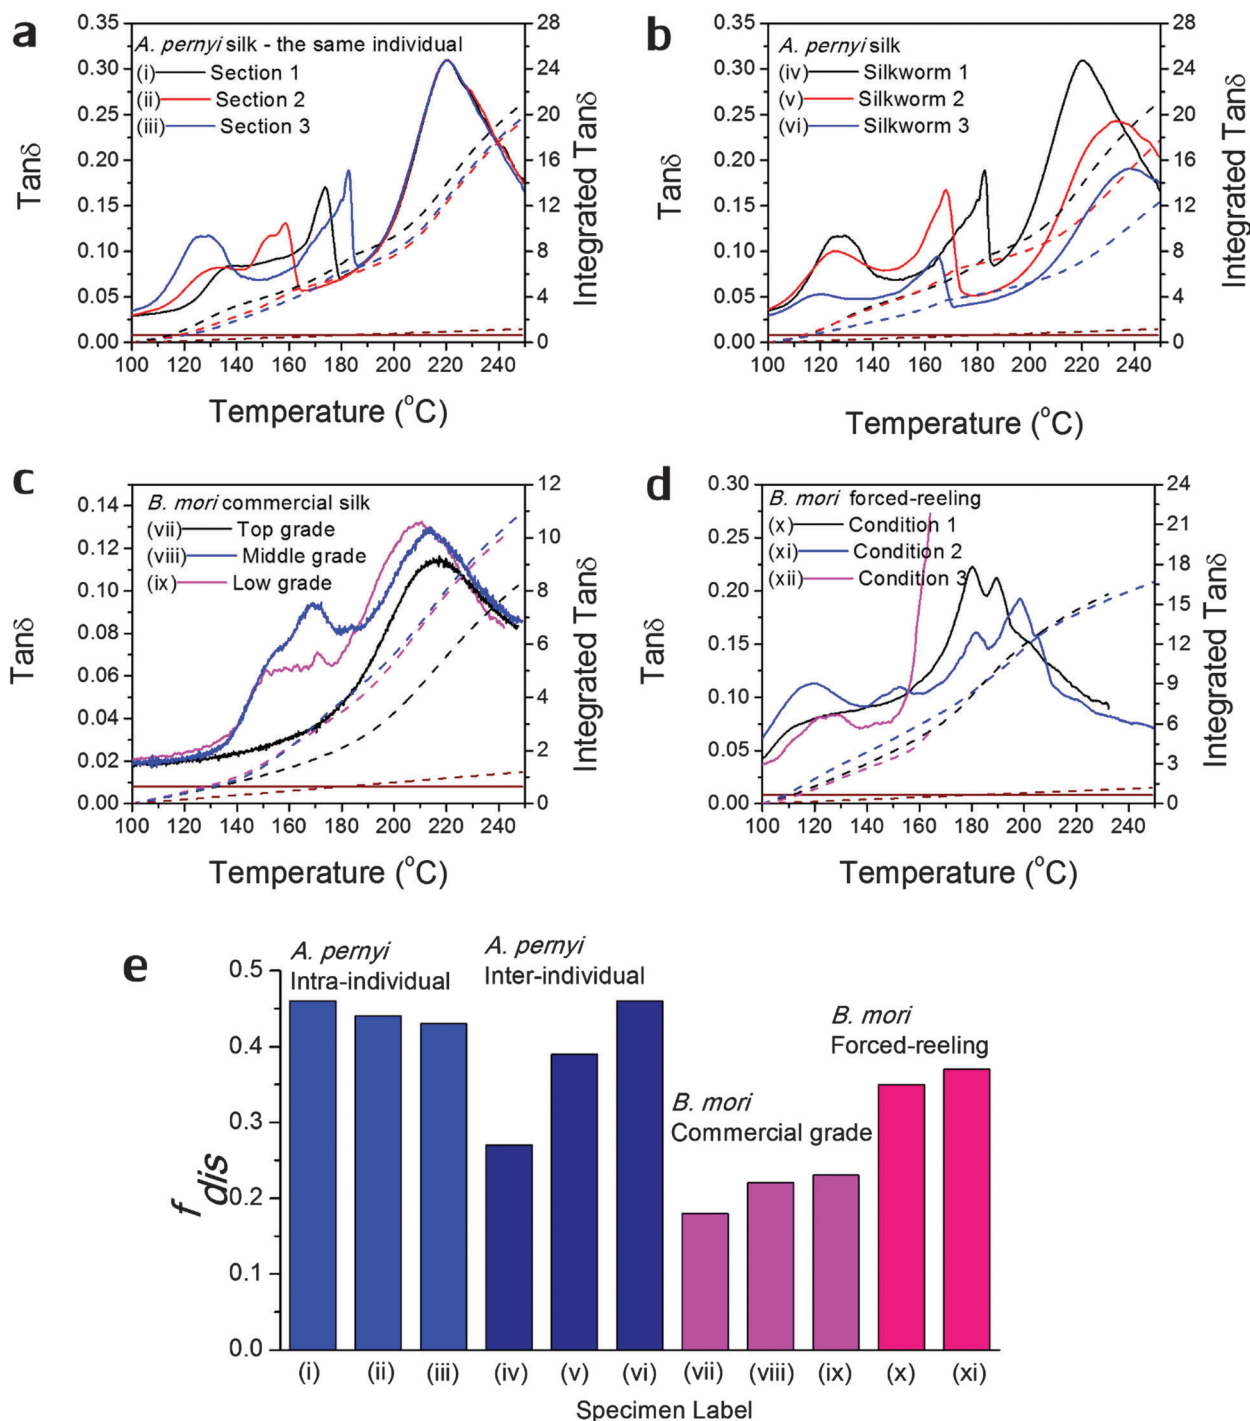 a
A. pernyi silk - the same individual
(i) Section 1
(ii) Section 2
(iii) Section 3
0.35
0.30
0.25
0.20
0.15
0.10
0.05
0.00
Tanδ
28
24
20
16
12
8
4
0
Integrated Tanδ
100 120 140 160 180 200 220 240
Temperature (°C)
b
A. pernyi silk
(iv) Silkworm 1
(v) Silkworm 2
(vi) Silkworm 3
0.35
0.30
0.25
0.20
0.15
0.10
0.05
0.00
Tanδ
28
24
20
16
12
8
4
0
Integrated Tanδ
100 120 140 160 180 200 220 240
Temperature (°C)
c
B. mori commercial silk
(vii) Top grade
(viii) Middle grade
(ix) Low grade
0.14
0.12
0.10
0.08
0.06
0.04
0.02
0.00
Tanδ
12
10
8
6
4
2
0
Integrated Tanδ
100 120 140 160 180 200 220 240
Temperature (°C)
d
B. mori forced-reeling
(x) Condition 1
(xi) Condition 2
(xii) Condition 3
0.30
0.25
0.20
0.15
0.10
0.05
0.00
Tanδ
24
21
18
15
12
9
6
3
0
Integrated Tanδ
100 120 140 160 180 200 220 240
Temperature (°C)
e
A. pernyi
Intra-individual
A. pernyi
Inter-individual
B. mori
Commercial grade
B. mori
Forced-reeling
0.5
0.4
0.3
0.2
0.1
0.0
f dis
(i) (ii) (iii) (iv) (v) (vi) (vii) (viii) (ix) (x) (xi)
Specimen Label